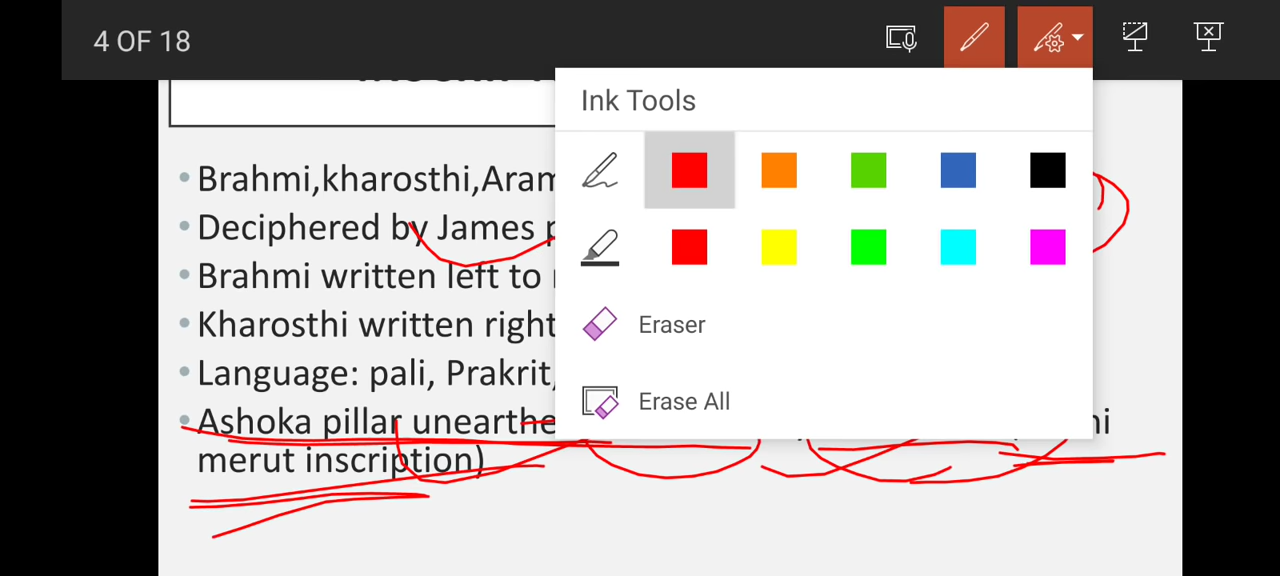 4 OF 18
Ink Tools
Brahmi,kharosthi,Aram
Deciphered by James p
Brahmi written left to
Kharosthi written right
Language: pali, Prakrit,
Ashoka pillar unearthe
merut inscription)
Eraser
Erase All